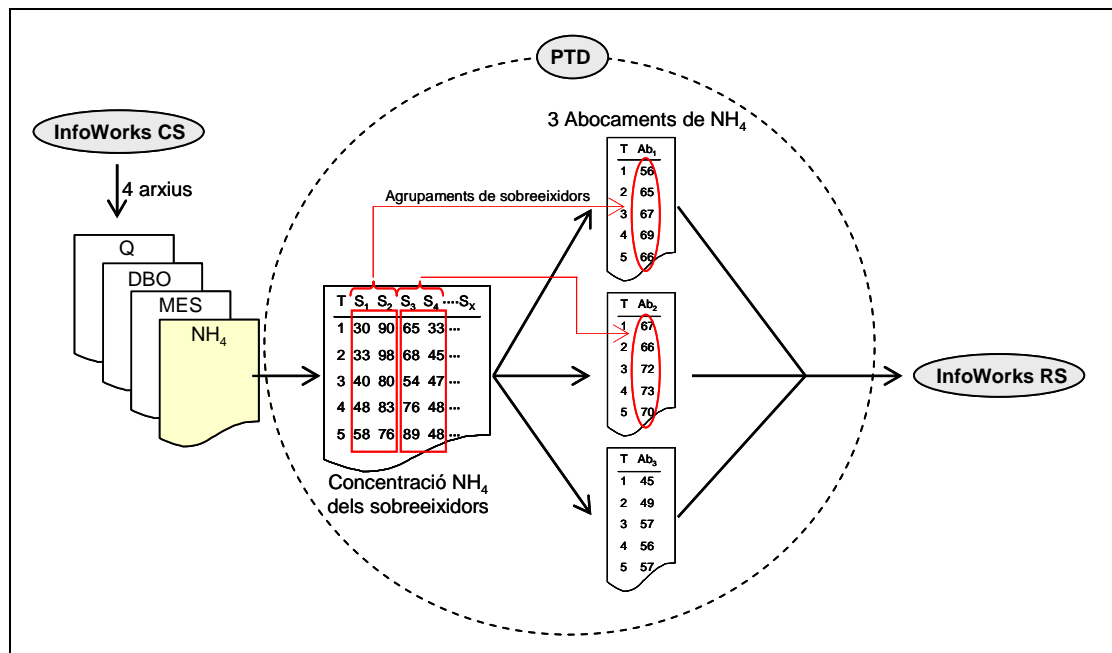 PTD
InfoWorks CS
4 arxius
Q
DBO
MES
NH₄
Agrupaments de sobreeixidors
T S₁ S₂ S₃ S₄ ....Sₓ
1 30 90 65 33 ...
2 33 98 68 45 ...
3 40 80 54 47 ...
4 48 83 76 48 ...
5 58 76 89 48 ...
Concentració NH₄
dels sobreeixidors
3 Abocaments de NH₄
T Ab₁
1 56
2 65
3 67
4 69
5 66
T Ab₂
1 67
2 66
3 72
4 73
5 70
T Ab₃
1 45
2 49
3 57
4 56
5 57
InfoWorks RS